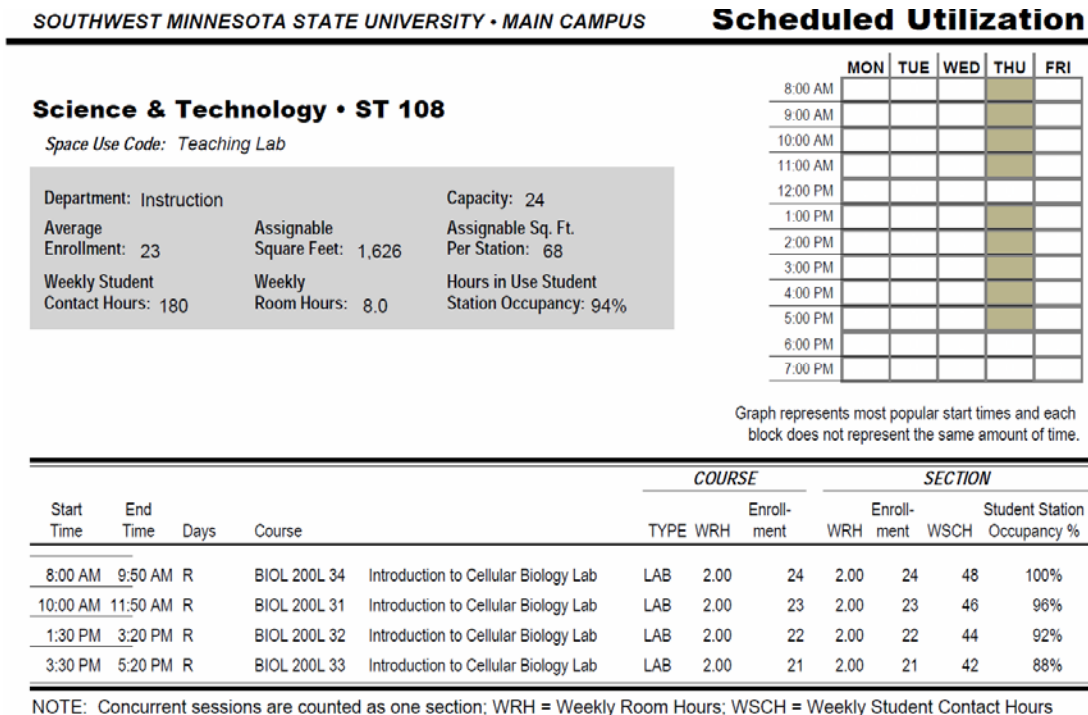 SOUTHWEST MINNESOTA STATE UNIVERSITY • MAIN CAMPUS Scheduled Utilization
MON TUE WED THU FRI
8:00 AM
9:00 AM
10:00 AM
11:00 AM
12:00 PM
1:00 PM
2:00 PM
3:00 PM
4:00 PM
5:00 PM
6:00 PM
7:00 PM
Science & Technology • ST 108
Space Use Code: Teaching Lab
Department: Instruction Capacity: 24
Average Assignable Assignable Sq. Ft.
Enrollment: 23 Square Feet: 1,626 Per Station: 68
Weekly Student Weekly Hours in Use Student
Contact Hours: 180 Room Hours: 8.0 Station Occupancy: 94%
Graph represents most popular start times and each
block does not represent the same amount of time.
COURSE SECTION
Start End Enroll- Enroll- Student Station
Time Time Days Course TYPE WRH ment WRH ment WSCH Occupancy %
8:00 AM 9:50 AM R BIOL 200L 34 Introduction to Cellular Biology Lab LAB 2.00 24 2.00 24 48 100%
10:00 AM 11:50 AM R BIOL 200L 31 Introduction to Cellular Biology Lab LAB 2.00 23 2.00 23 46 96%
1:30 PM 3:20 PM R BIOL 200L 32 Introduction to Cellular Biology Lab LAB 2.00 22 2.00 22 44 92%
3:30 PM 5:20 PM R BIOL 200L 33 Introduction to Cellular Biology Lab LAB 2.00 21 2.00 21 42 88%
NOTE: Concurrent sessions are counted as one section; WRH = Weekly Room Hours; WSCH = Weekly Student Contact Hours